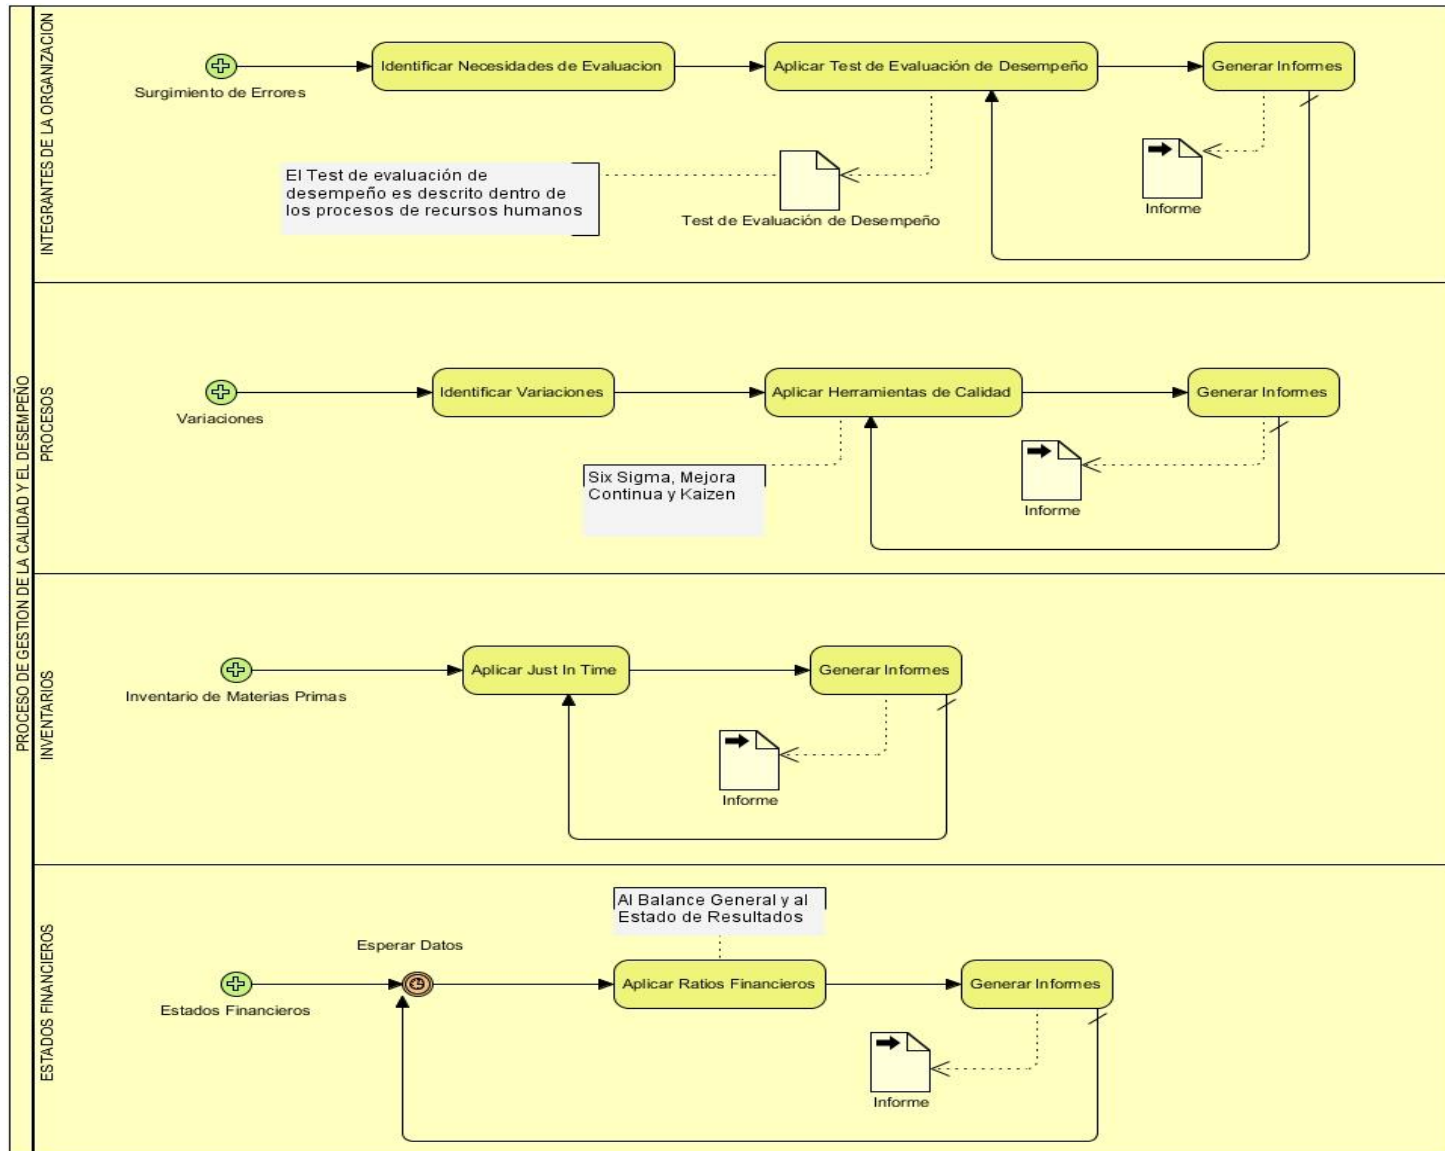 PROCESO DE GESTION DE LA CALIDAD Y EL DESEMPEÑO
INTEGRANTES DE LA ORGANIZACION
Surgimiento de Errores
Identificar Necesidades de Evaluacion
Aplicar Test de Evaluación de Desempeño
Generar Informes
El Test de evaluación de
desempeño es descrito dentro de
los procesos de recursos humanos
Test de Evaluación de Desempeño
Informe
PROCESOS
Variaciones
Identificar Variaciones
Aplicar Herramientas de Calidad
Generar Informes
Six Sigma, Mejora
Continua y Kaizen
Informe
INVENTARIOS
Inventario de Materias Primas
Aplicar Just In Time
Generar Informes
Informe
ESTADOS FINANCIEROS
Al Balance General y al
Estado de Resultados
Esperar Datos
Estados Financieros
Aplicar Ratios Financieros
Generar Informes
Informe